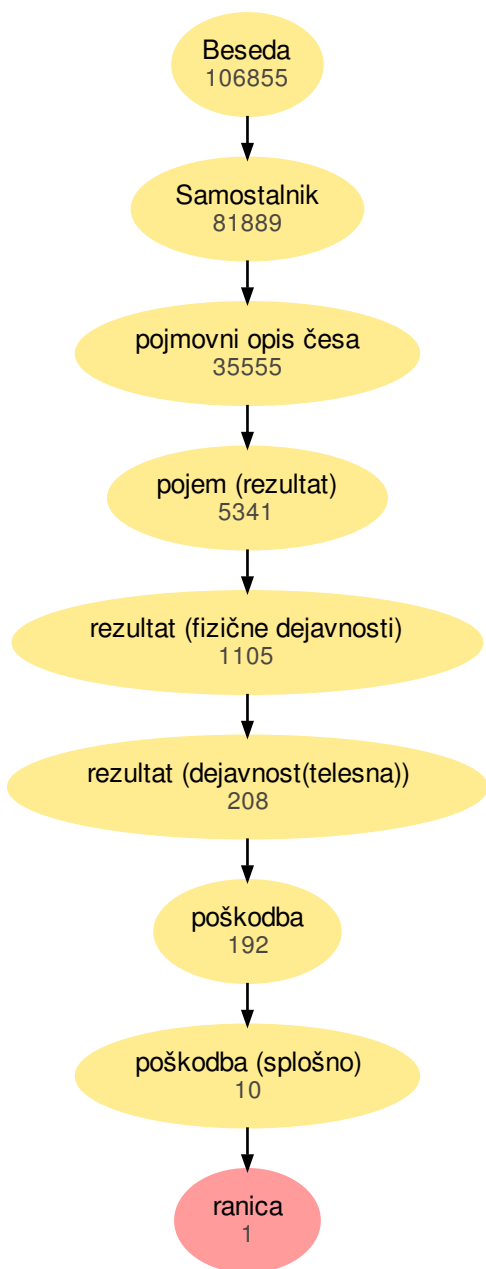 Beseda
106855
Samostalnik
81889
pojmovni opis česa
35555
pojem (rezultat)
5341
rezultat (fizične dejavnosti)
1105
rezultat (dejavnost(telesna))
208
poškodba
192
poškodba (splošno)
10
ranica
1